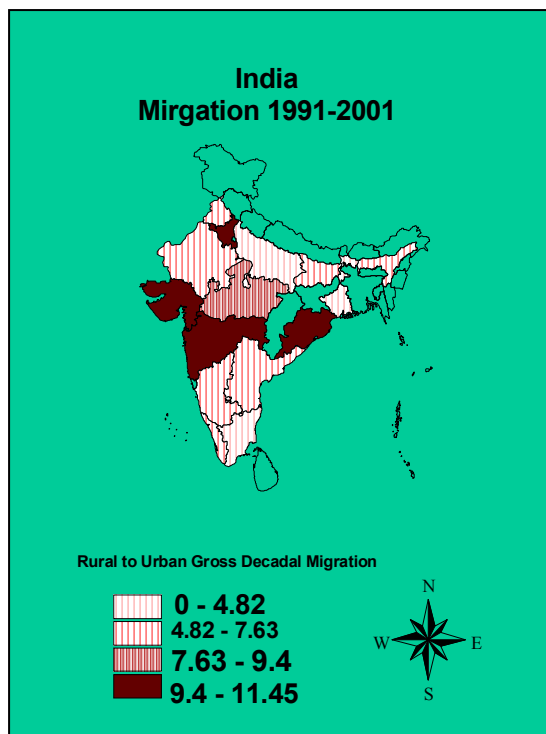 India
Mirgation 1991-2001
Rural to Urban Gross Decadal Migration
0 - 4.82
4.82 - 7.63
7.63 - 9.4
9.4 - 11.45
N
W
E
S